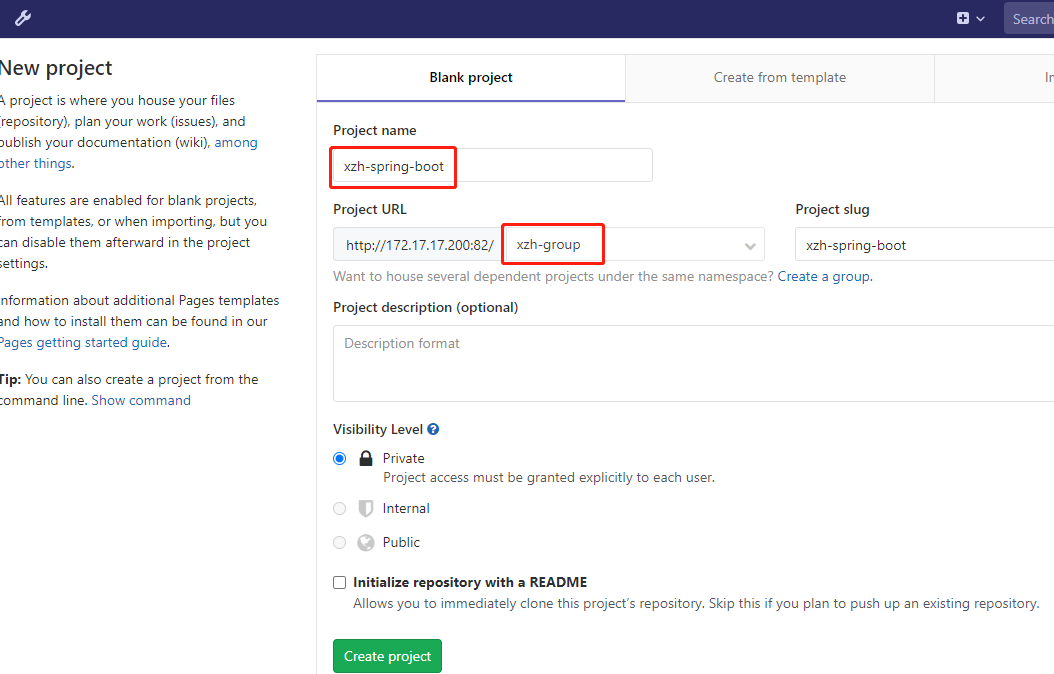 Search
New project
A project is where you house your files
(repository), plan your work (issues), and
publish your documentation (wiki), among
other things.
All features are enabled for blank projects,
from templates, or when importing, but you
can disable them afterward in the project
settings.
Information about additional Pages templates
and how to install them can be found in our
Pages getting started guide.
Tip: You can also create a project from the
command line. Show command
Blank project
Create from template
Project name
xzh-spring-boot
Project URL
Project slug
http://172.17.17.200:82/
xzh-group
xzh-spring-boot
Want to house several dependent projects under the same namespace? Create a group.
Project description (optional)
Description format
Visibility Level
Private
Project access must be granted explicitly to each user.
Internal
Public
Initialize repository with a README
Allows you to immediately clone this project's repository. Skip this if you plan to push up an existing repository.
Create project